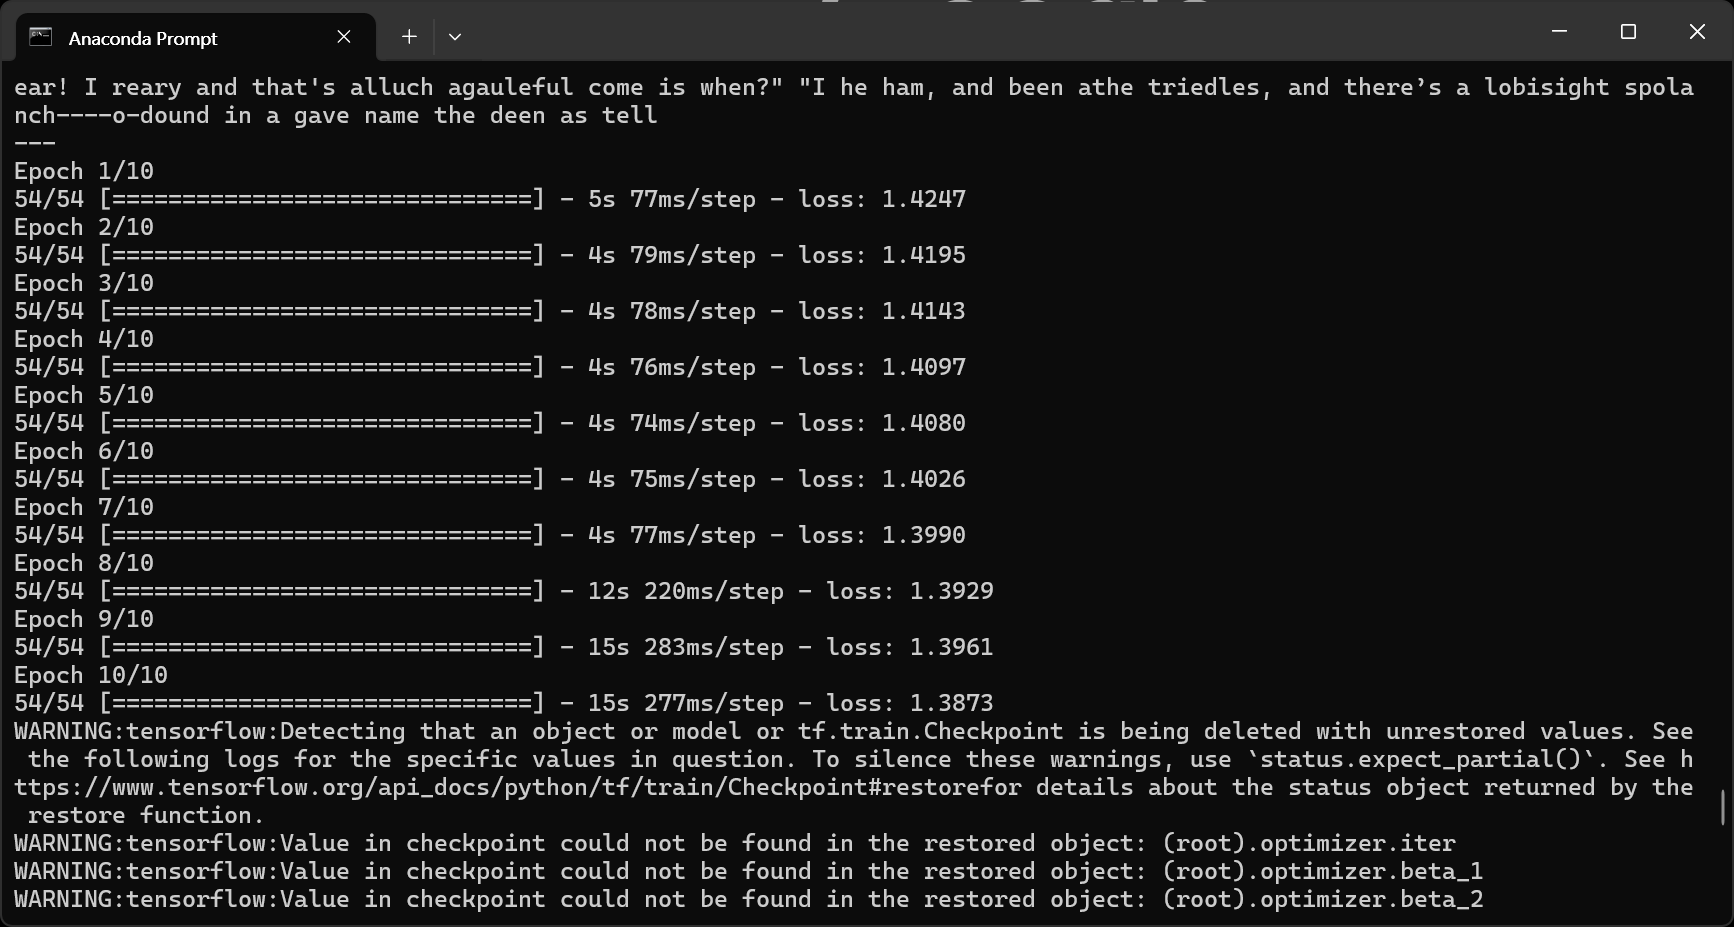 Anaconda Prompt
ear! I reary and that's alluch agauleful come is when?" "I he ham, and been athe triedles, and there’s a lobisight spola
nch----o-dound in a gave name the deen as tell
---
Epoch 1/10
54/54 [==============================] - 5s 77ms/step - loss: 1.4247
Epoch 2/10
54/54 [==============================] - 4s 79ms/step - loss: 1.4195
Epoch 3/10
54/54 [==============================] - 4s 78ms/step - loss: 1.4143
Epoch 4/10
54/54 [==============================] - 4s 76ms/step - loss: 1.4097
Epoch 5/10
54/54 [==============================] - 4s 74ms/step - loss: 1.4080
Epoch 6/10
54/54 [==============================] - 4s 75ms/step - loss: 1.4026
Epoch 7/10
54/54 [==============================] - 4s 77ms/step - loss: 1.3990
Epoch 8/10
54/54 [==============================] - 12s 220ms/step - loss: 1.3929
Epoch 9/10
54/54 [==============================] - 15s 283ms/step - loss: 1.3961
Epoch 10/10
54/54 [==============================] - 15s 277ms/step - loss: 1.3873
WARNING:tensorflow:Detecting that an object or model or tf.train.Checkpoint is being deleted with unrestored values. See
 the following logs for the specific values in question. To silence these warnings, use `status.expect_partial()`. See h
ttps://www.tensorflow.org/api_docs/python/tf/train/Checkpoint#restorefor details about the status object returned by the
 restore function.
WARNING:tensorflow:Value in checkpoint could not be found in the restored object: (root).optimizer.iter
WARNING:tensorflow:Value in checkpoint could not be found in the restored object: (root).optimizer.beta_1
WARNING:tensorflow:Value in checkpoint could not be found in the restored object: (root).optimizer.beta_2